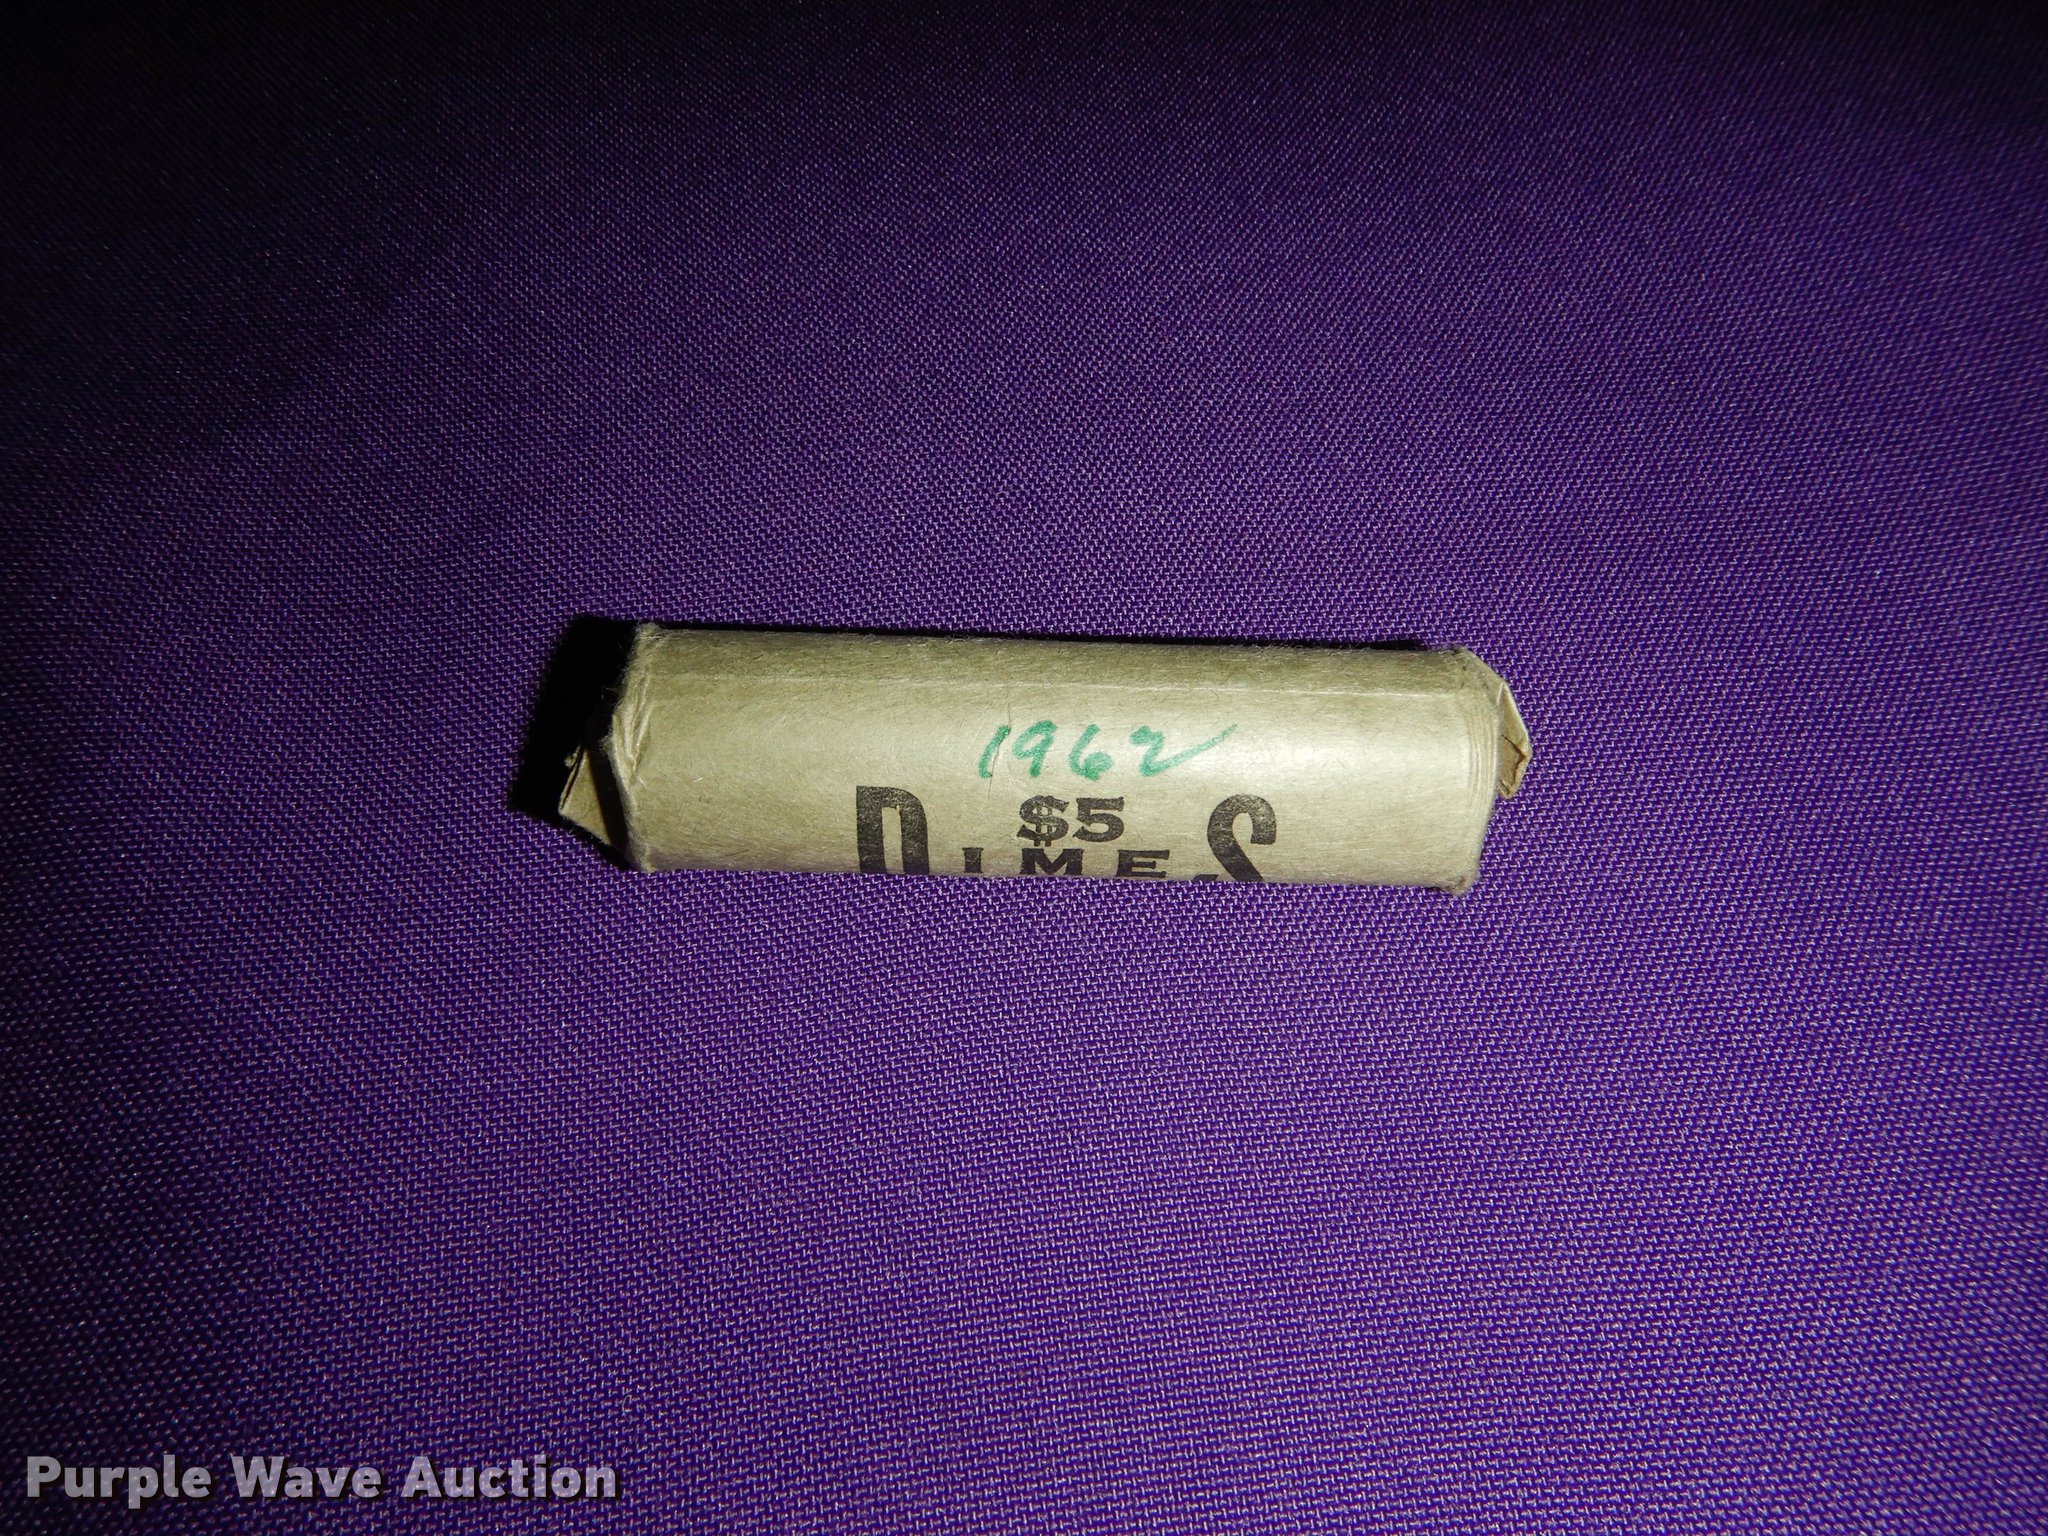 1962
$5
DIMES
Purple Wave Auction